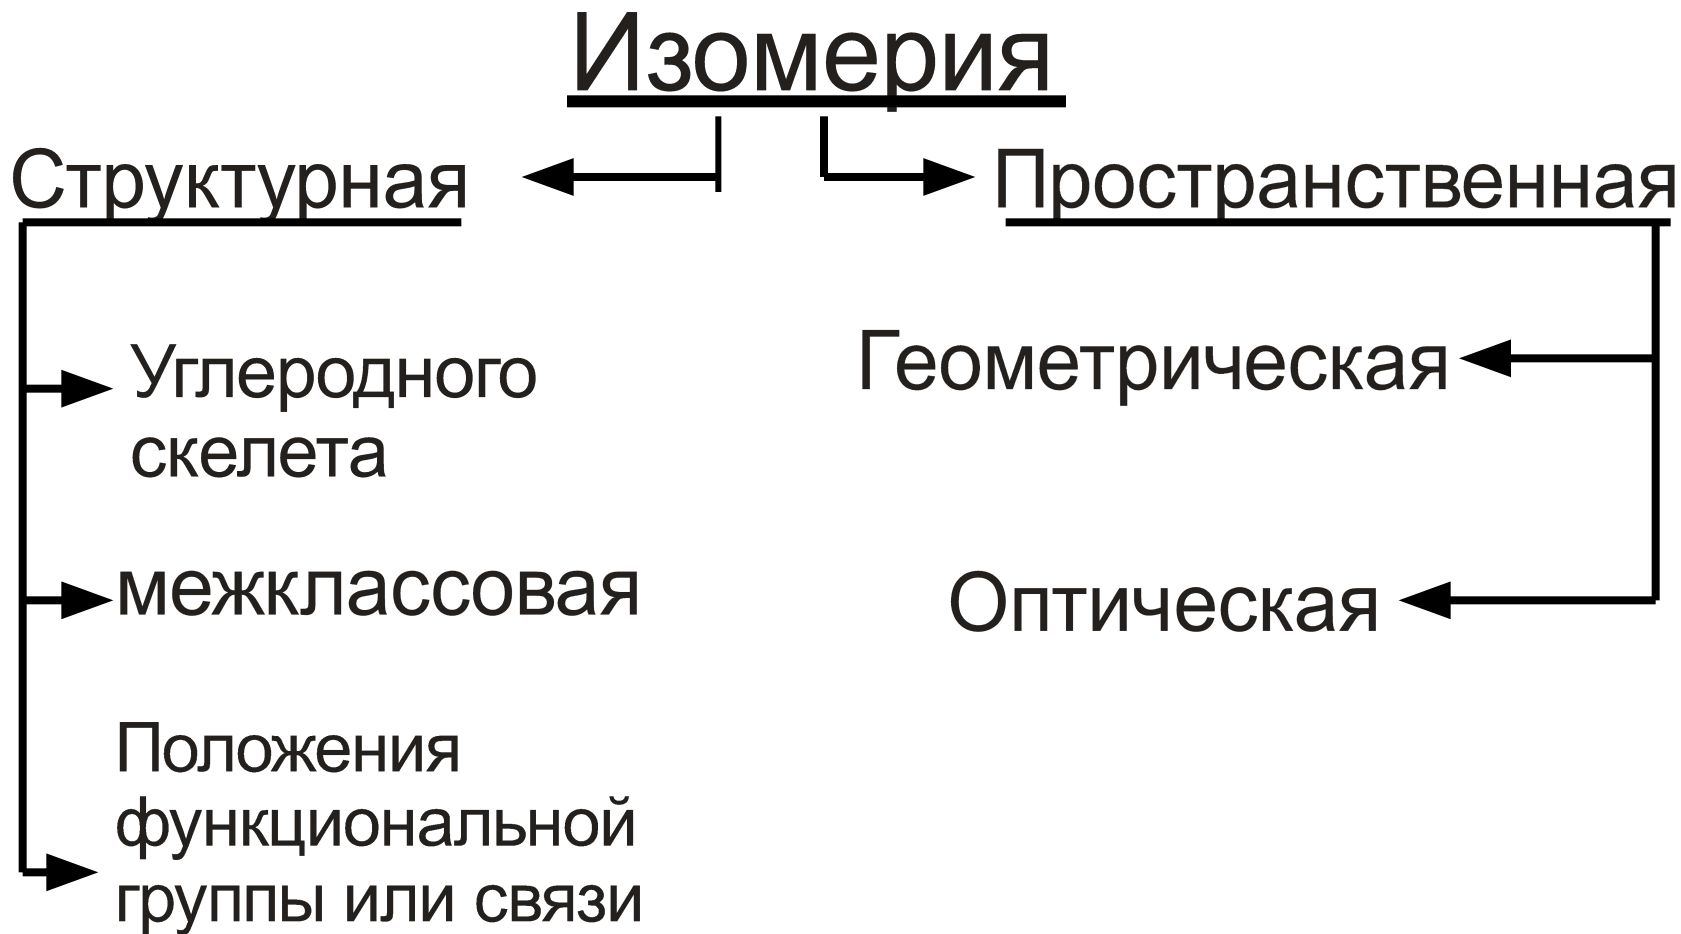 Изомерия
Структурная
Пространственная
Углеродного
скелета
межклассовая
Положения
функциональной
группы или связи
Геометрическая
Оптическая